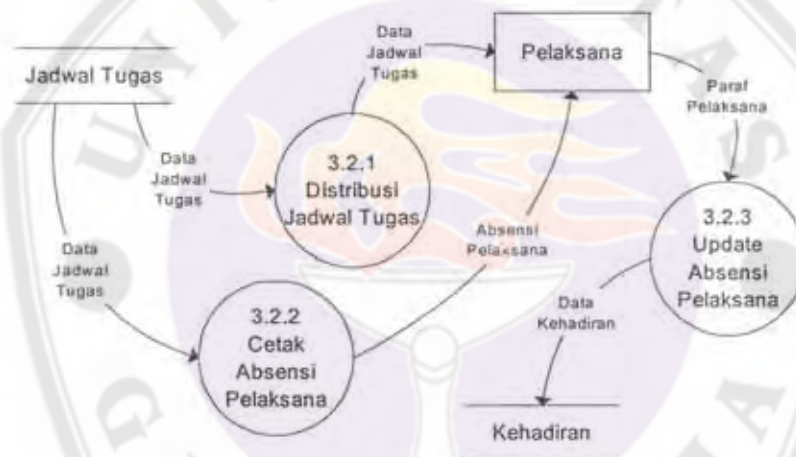 Jadwal Tugas
Data
Jadwal
Tugas
Pelaksana
Data
Jadwal
Tugas
3.2.1
Distribusi
Jadwal Tugas
Paraf
Pelaksana
Data
Jadwal
Tugas
Absensi
Pelaksana
3.2.3
Update
Absensi
Pelaksana
3.2.2
Cetak
Absensi
Pelaksana
Data
Kehadiran
Kehadiran